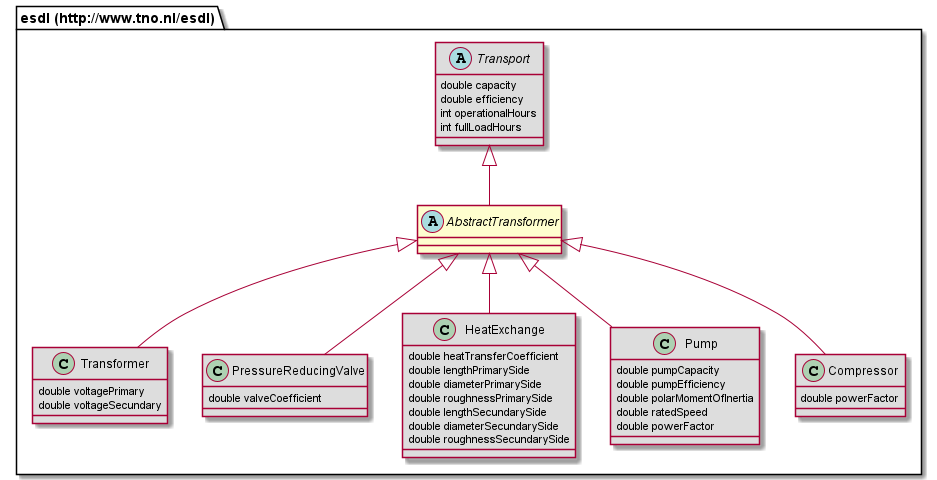 esdl (http://www.tno.nl/esdl)
A Transport
double capacity
double efficiency
int operationalHours
int fullLoadHours
A AbstractTransformer
C Transformer
double voltagePrimary
double voltageSecundary
C PressureReducingValve
double valveCoefficient
C HeatExchange
double heatTransferCoefficient
double lengthPrimarySide
double diameterPrimarySide
double roughnessPrimarySide
double lengthSecundarySide
double diameterSecundarySide
double roughnessSecundarySide
C Pump
double pumpCapacity
double pumpEfficiency
double polarMomentOfInertia
double ratedSpeed
double powerFactor
C Compressor
double powerFactor